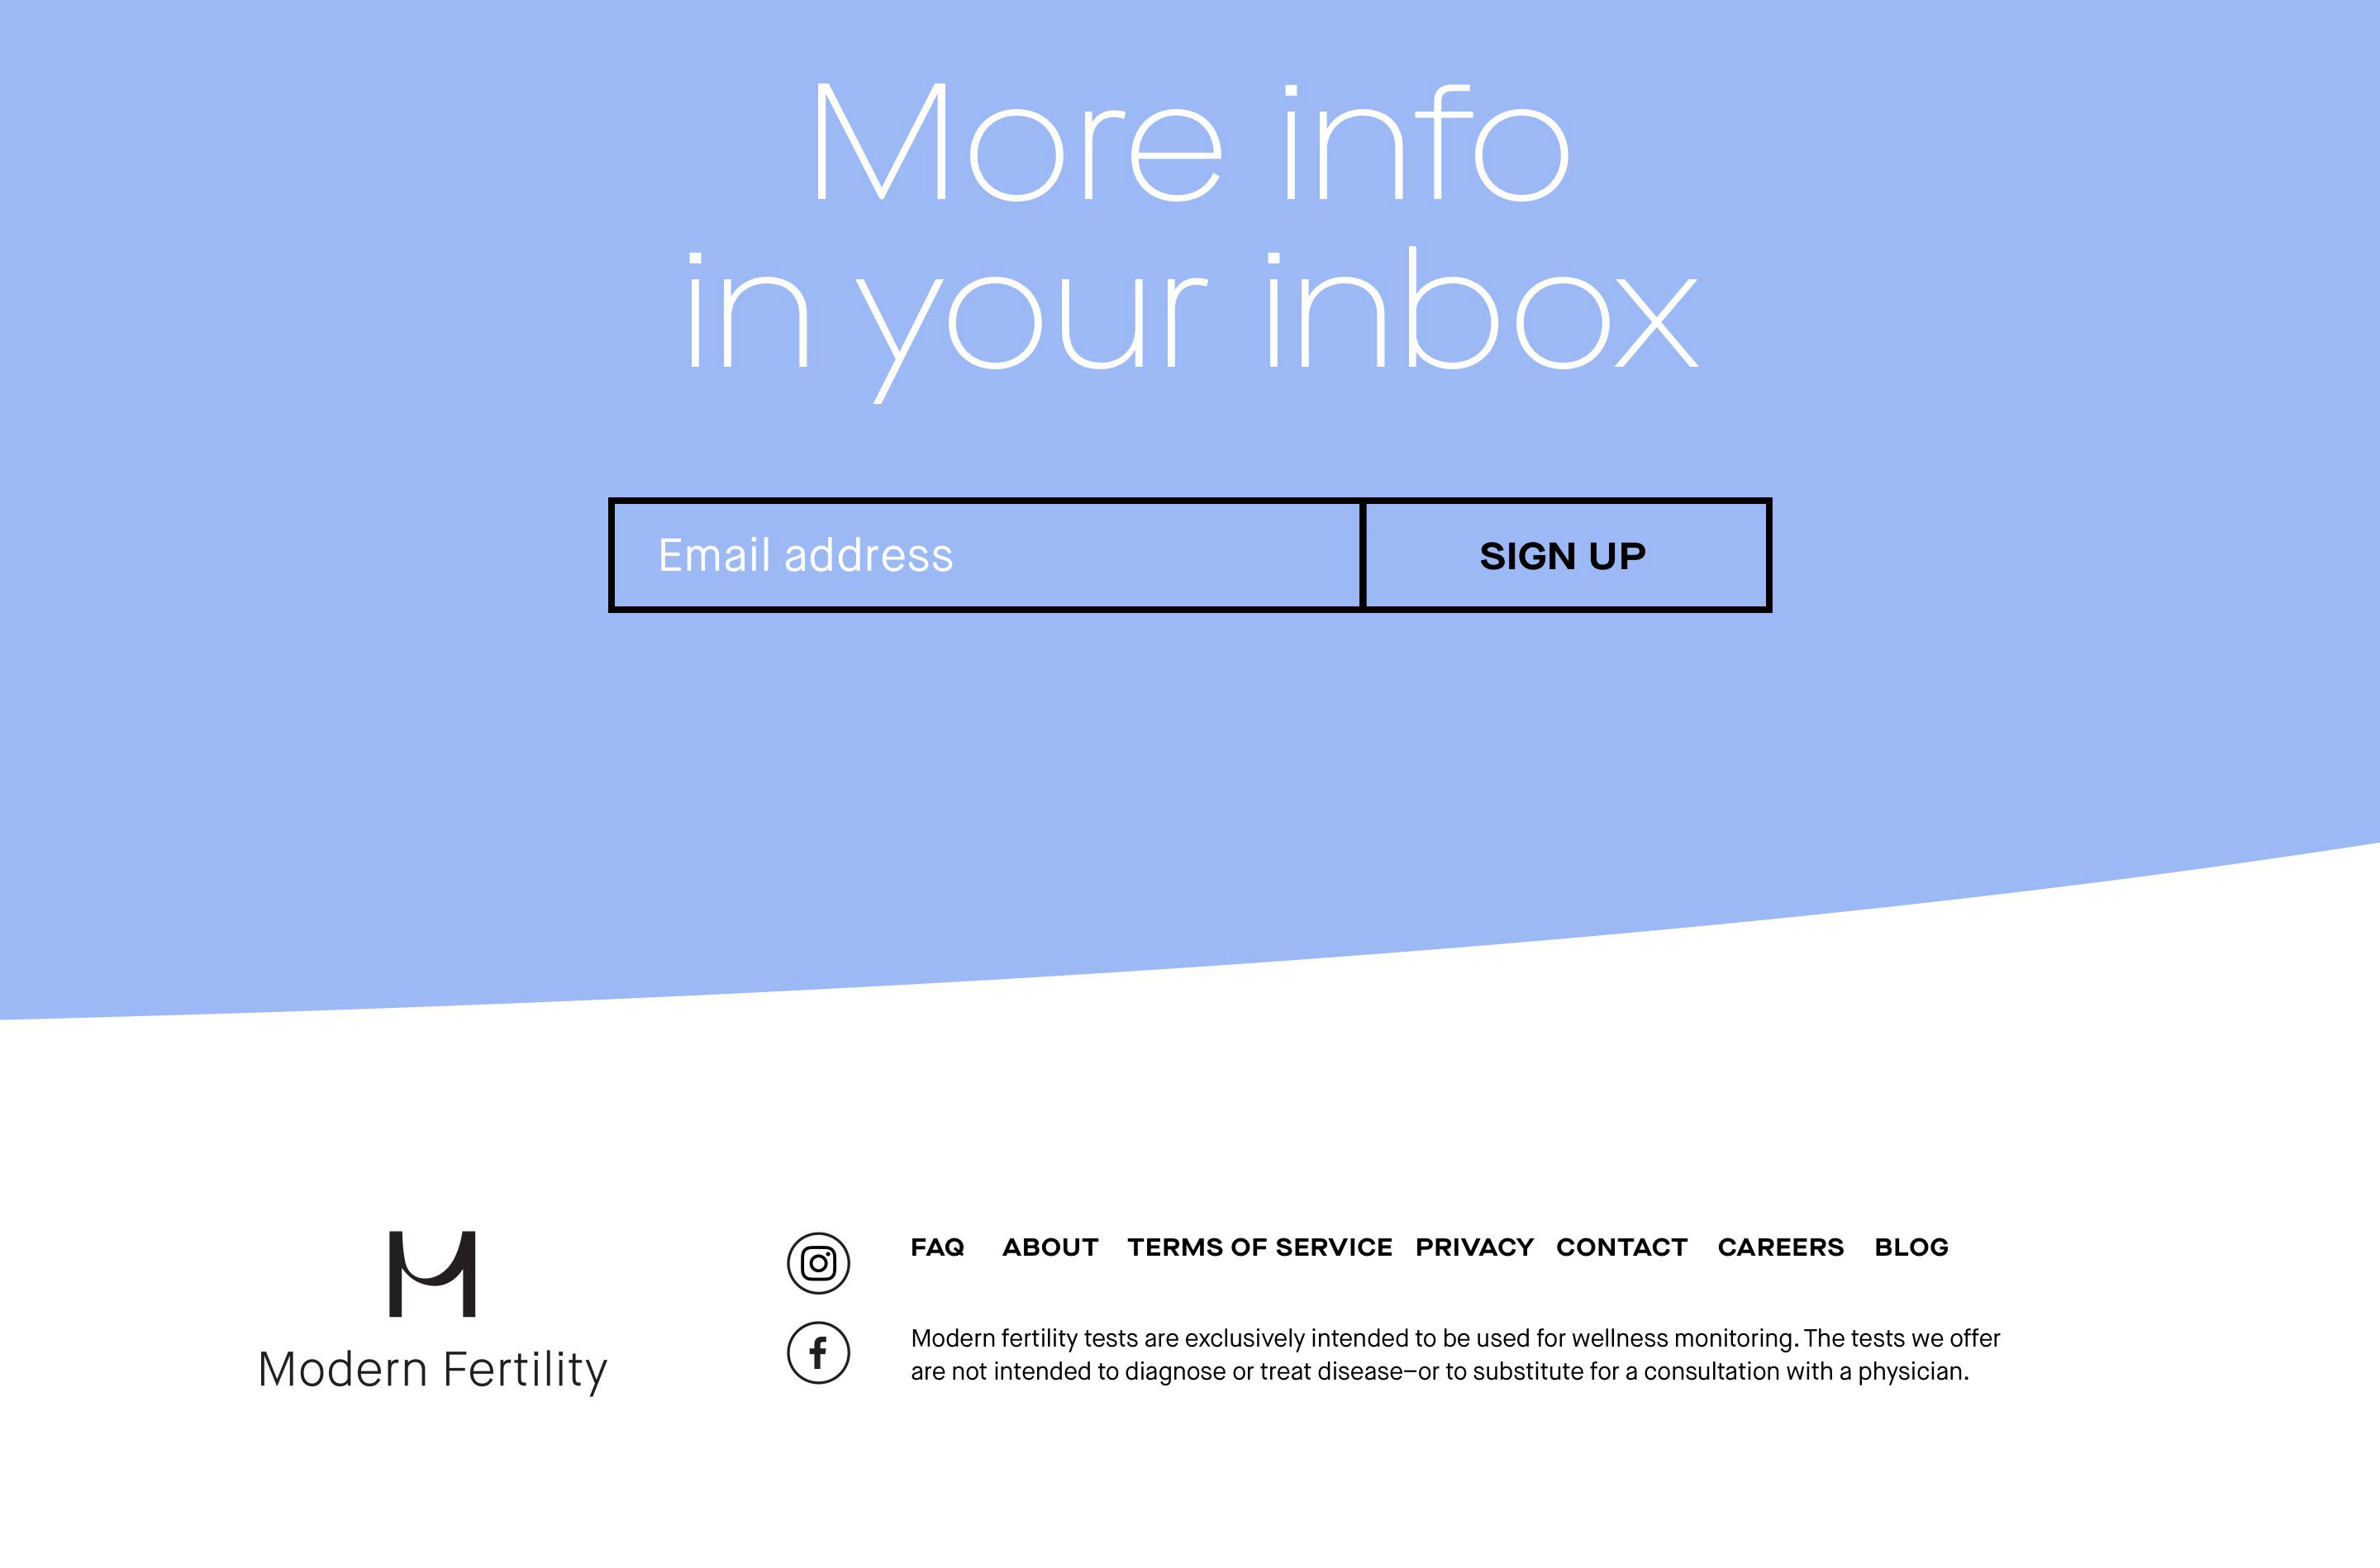 More info
in your inbox
Email address
SIGN UP
Modern Fertility
FAQ ABOUT TERMS OF SERVICE PRIVACY CONTACT CAREERS BLOG
Modern fertility tests are exclusively intended to be used for wellness monitoring. The tests we offer
are not intended to diagnose or treat disease—or to substitute for a consultation with a physician.